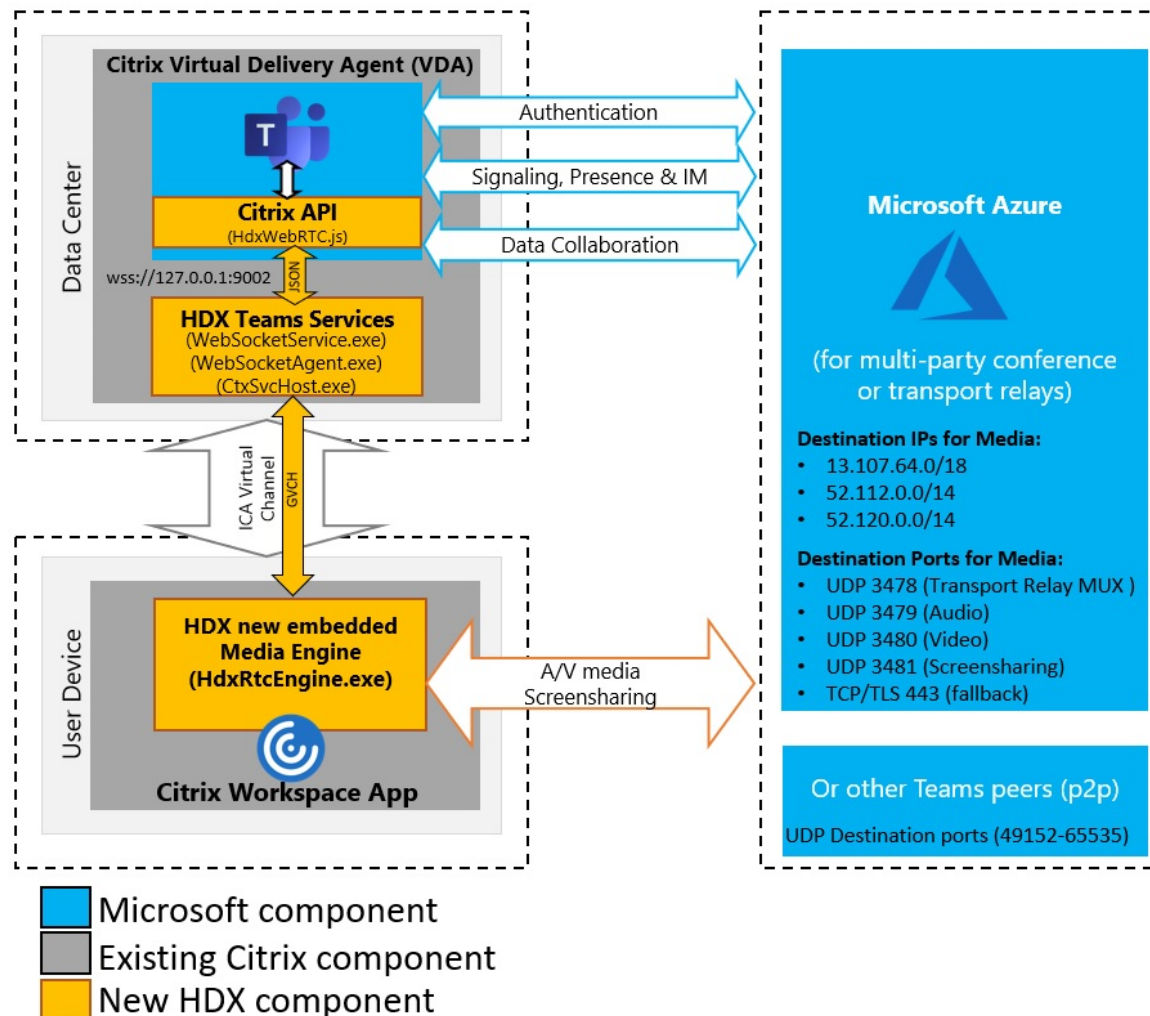 Citrix Virtual Delivery Agent (VDA)
T
Citrix API
(HdxWebRTC.js)
wss://127.0.0.1:9002
JSON
HDX Teams Services
(WebSocketService.exe)
(WebSocketAgent.exe)
(CtxSvcHost.exe)
Data Center
Authentication
Signaling, Presence & IM
Data Collaboration
ICA Virtual
Channel
GVCH
User Device
HDX new embedded
Media Engine
(HdxRtcEngine.exe)
Citrix Workspace App
A/V media
Screensharing
Microsoft Azure
(for multi-party conference
or transport relays)
Destination IPs for Media:
• 13.107.64.0/18
• 52.112.0.0/14
• 52.120.0.0/14
Destination Ports for Media:
• UDP 3478 (Transport Relay MUX )
• UDP 3479 (Audio)
• UDP 3480 (Video)
• UDP 3481 (Screensharing)
• TCP/TLS 443 (fallback)
Or other Teams peers (p2p)
UDP Destination ports (49152-65535)
Microsoft component
Existing Citrix component
New HDX component